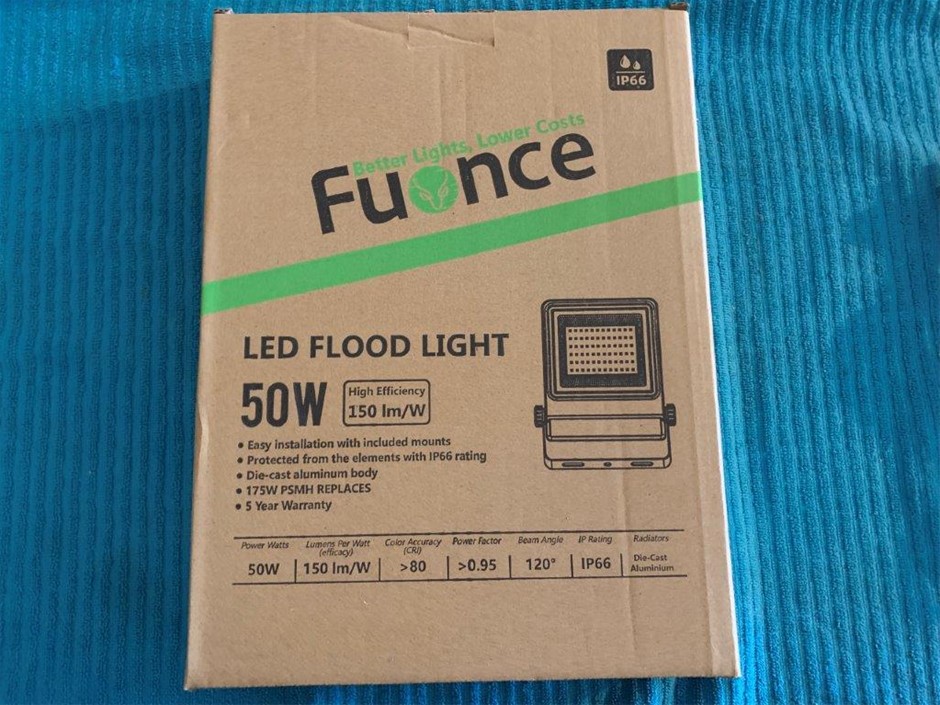 IP66
Better Lights, Lower Costs
Fuonce
LED FLOOD LIGHT
50W
High Efficiency
150 lm/W
• Easy installation with included mounts
• Protected from the elements with IP66 rating
• Die-cast aluminum body
• 175W PSMH REPLACES
• 5 Year Warranty
Power Watts Lumens Per Watt (efficacy) Color Accuracy (CRI) Power Factor Beam Angle IP Rating Radiators
50W 150 lm/W >80 >0.95 120° IP66 Die-Cast Aluminium